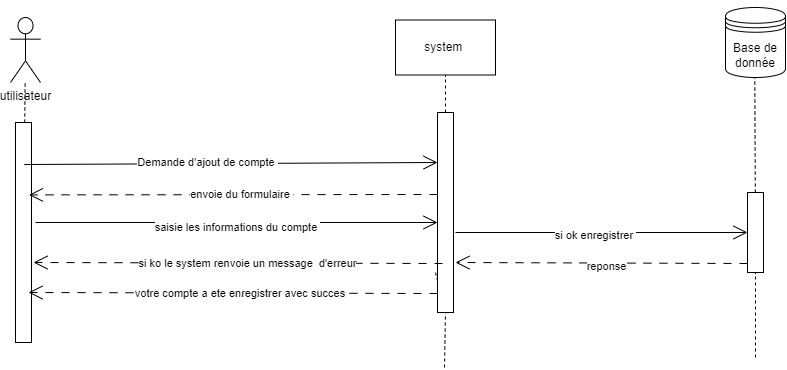 utilisateur
system
Base de
donnée
Demande d'ajout de compte
envoie du formulaire
saisie les informations du compte
si ok enregistrer
si ko le system renvoie un message d'erreur
reponse
votre compte a ete enregistrer avec succes